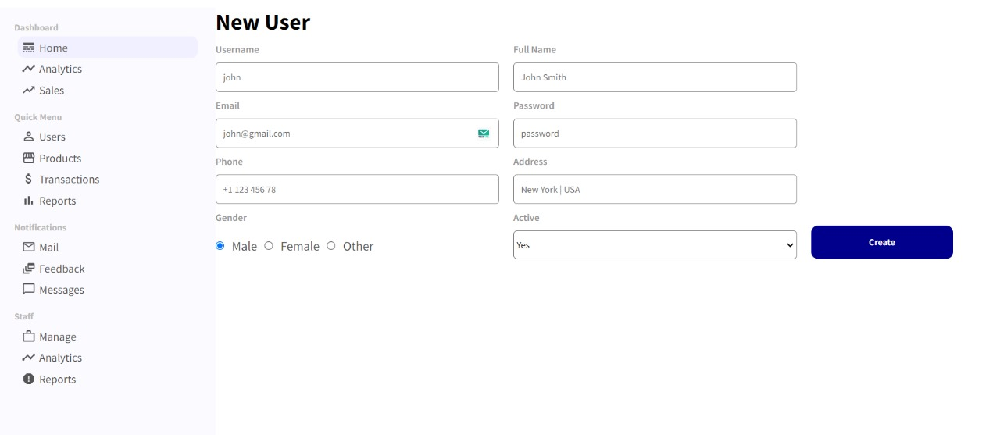 Dashboard
Home
Analytics
Sales
Quick Menu
Users
Products
Transactions
Reports
Notifications
Mail
Feedback
Messages
Staff
Manage
Analytics
Reports
New User
Username
Full Name
john
John Smith
Email
Password
john@gmail.com
password
Phone
Address
+1 123 456 78
New York | USA
Gender
Active
Male Female Other
Yes
Create